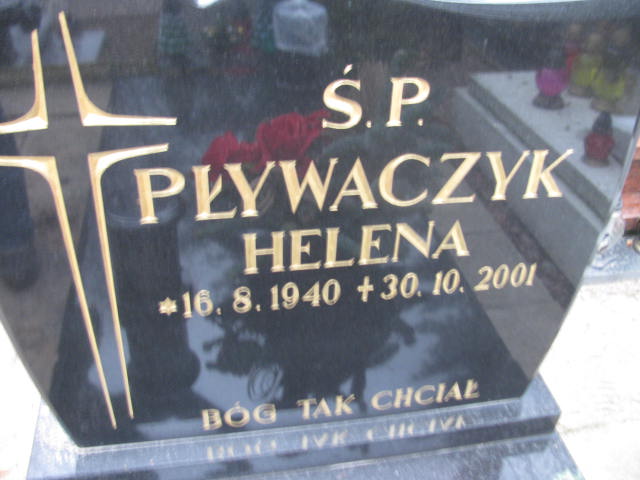 Ś. P.
PŁYWACZYK
HELENA
*16. 8. 1940 ✝ 30. 10. 2001
BÓG TAK CHCIAŁ